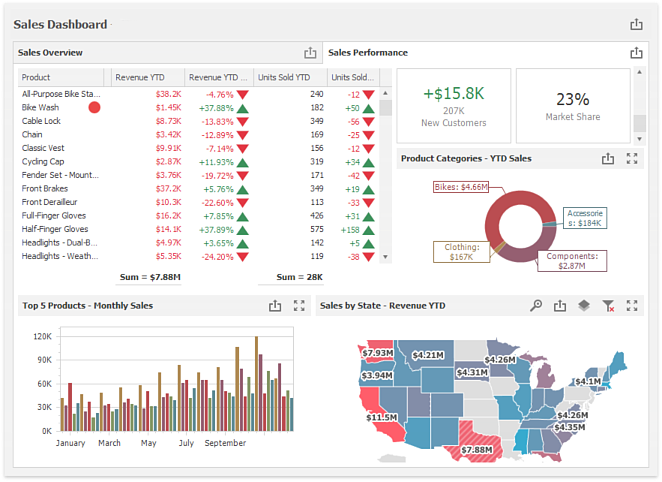 Sales Dashboard
Sales Overview
Product Revenue YTD Revenue YTD ... Units Sold YTD Units Sold...
All-Purpose Bike Sta... $38.2K -4.76% 240 -12
Bike Wash $1.45K +37.88% 182 +50
Cable Lock $8.73K -13.83% 349 -56
Chain $3.42K -12.89% 169 -25
Classic Vest $9.91K -7.14% 156 -12
Cycling Cap $2.87K +11.93% 319 +34
Fender Set - Mount... $3.76K -19.72% 171 -42
Front Brakes $37.2K +5.76% 349 +19
Front Derailleur $10.3K -22.60% 113 -33
Full-Finger Gloves $16.2K +7.85% 426 +31
Half-Finger Gloves $14.1K +37.89% 575 +158
Headlights - Dual-B... $4.97K +3.65% 142 +5
Headlights - Weath... $5.35K -24.20% 119 -38
Sum = $7.88M Sum = 28K
Sales Performance
+$15.8K
207K
New Customers
23%
Market Share
Product Categories - YTD Sales
Bikes: $4.66M
Accessorie
s: $184K
Clothing:
$167K
Components:
$2.87M
Top 5 Products - Monthly Sales
120K
90K
60K
30K
0K
January March May July September
Sales by State - Revenue YTD
$7.93M
$4.21M
$4.26M
$3.94M
$4.31M
$4.1M
$11.5M
$4.26M
$4.35M
$7.88M